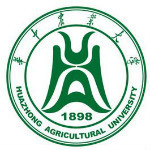 华中农业大学
1898
HUAZHONG AGRICULTURAL UNIVERSITY